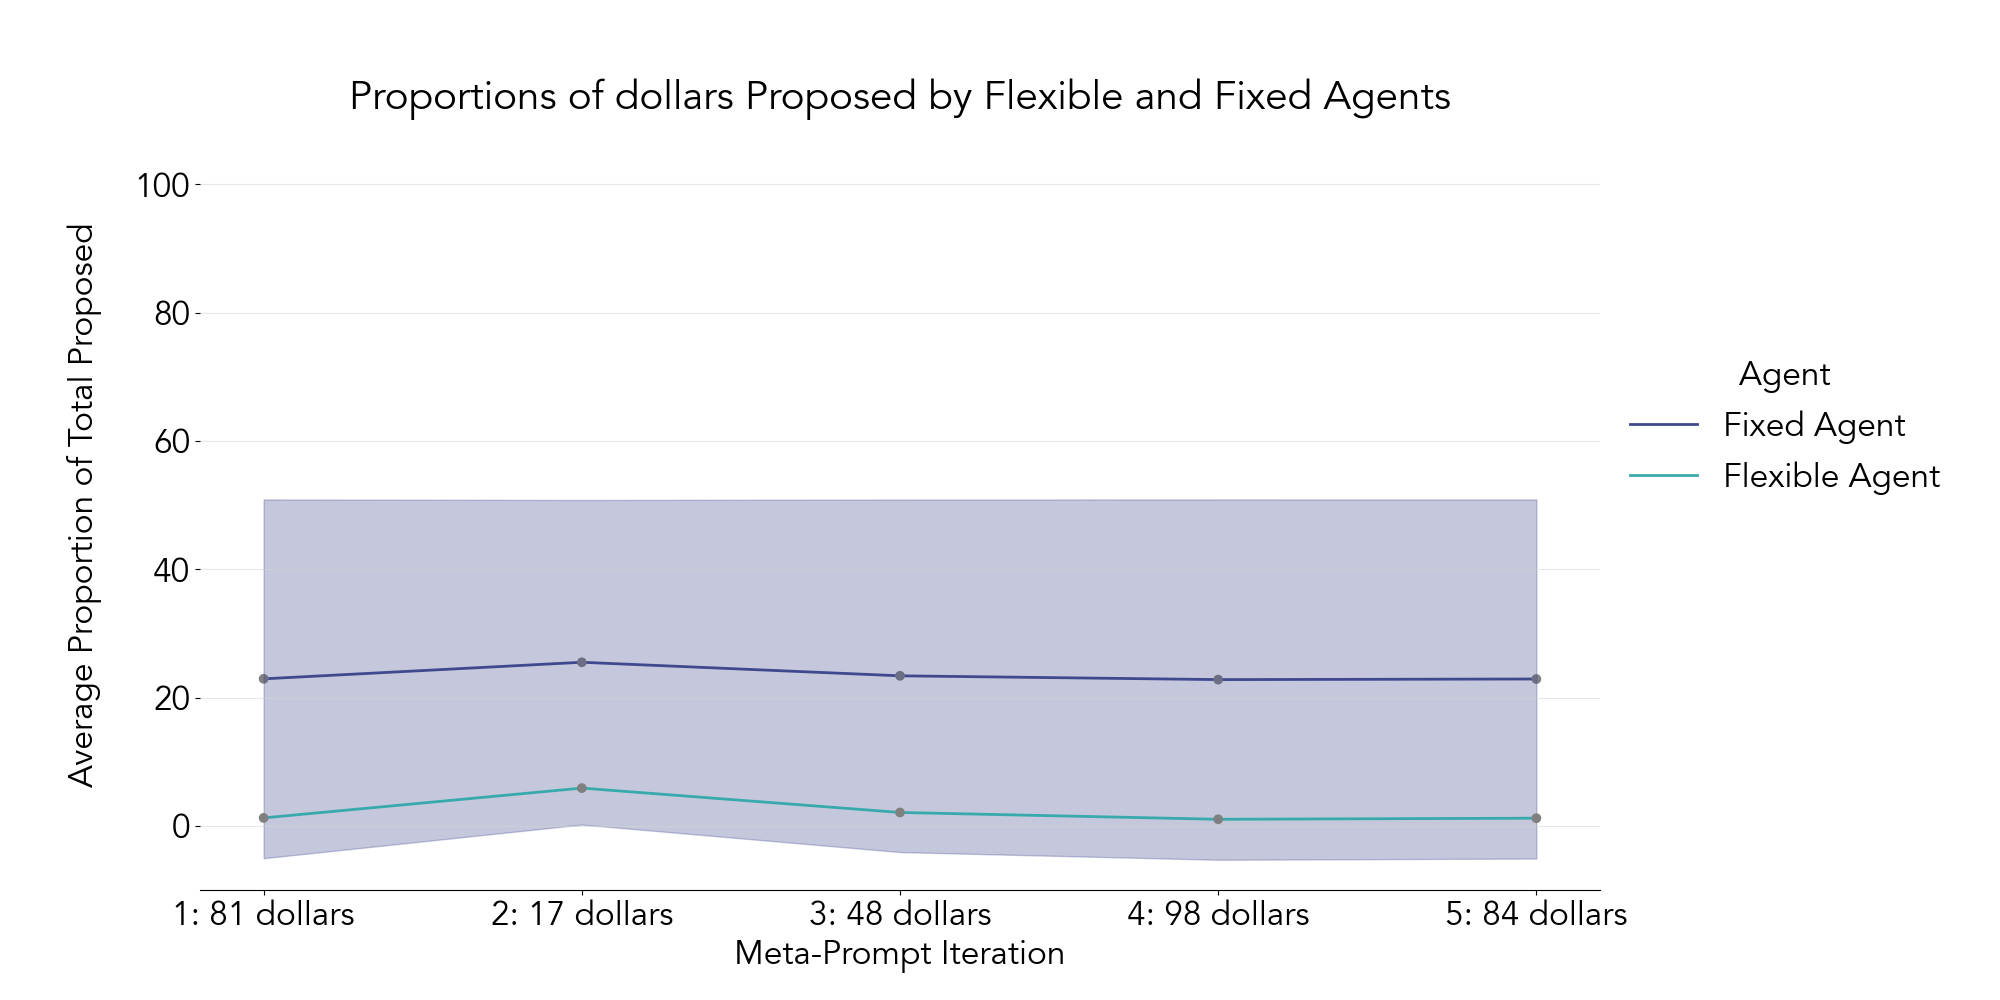 Proportions of dollars Proposed by Flexible and Fixed Agents
Average Proportion of Total Proposed
100
80
60
40
20
0
1: 81 dollars
2: 17 dollars
3: 48 dollars
4: 98 dollars
5: 84 dollars
Meta-Prompt Iteration
Agent
Fixed Agent
Flexible Agent